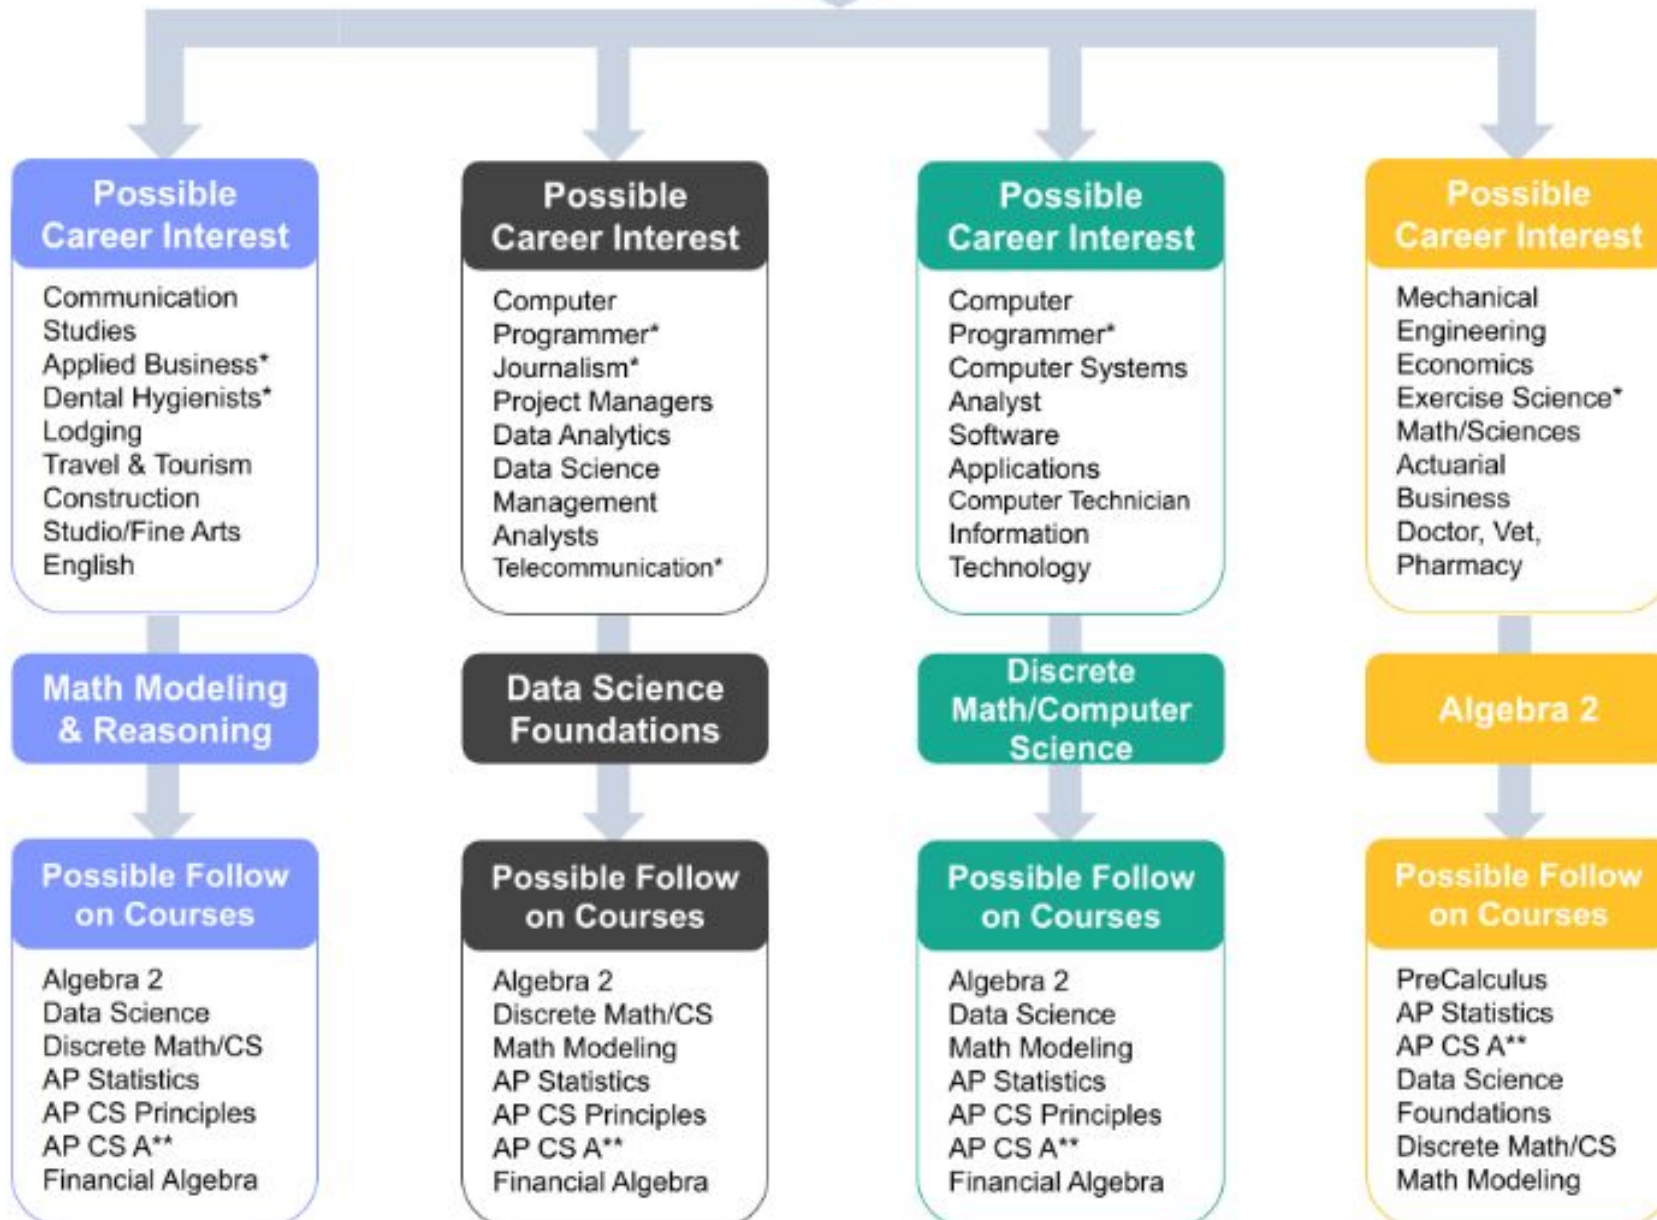 Possible
Career Interest
Communication
Studies
Applied Business*
Dental Hygienists*
Lodging
Travel & Tourism
Construction
Studio/Fine Arts
English
Math Modeling
& Reasoning
Possible Follow
on Courses
Algebra 2
Data Science
Discrete Math/CS
AP Statistics
AP CS Principles
AP CS A**
Financial Algebra
Possible
Career Interest
Computer
Programmer*
Journalism*
Project Managers
Data Analytics
Data Science
Management
Analysts
Telecommunication*
Data Science
Foundations
Possible Follow
on Courses
Algebra 2
Discrete Math/CS
Math Modeling
AP Statistics
AP CS Principles
AP CS A**
Financial Algebra
Possible
Career Interest
Computer
Programmer*
Computer Systems
Analyst
Software
Applications
Computer Technician
Information
Technology
Discrete
Math/Computer
Science
Possible Follow
on Courses
Algebra 2
Data Science
Math Modeling
AP Statistics
AP CS Principles
AP CS A**
Financial Algebra
Possible
Career Interest
Mechanical
Engineering
Economics
Exercise Science*
Math/Sciences
Actuarial
Business
Doctor, Vet,
Pharmacy
Algebra 2
Possible Follow
on Courses
PreCalculus
AP Statistics
AP CS A**
Data Science
Foundations
Discrete Math/CS
Math Modeling